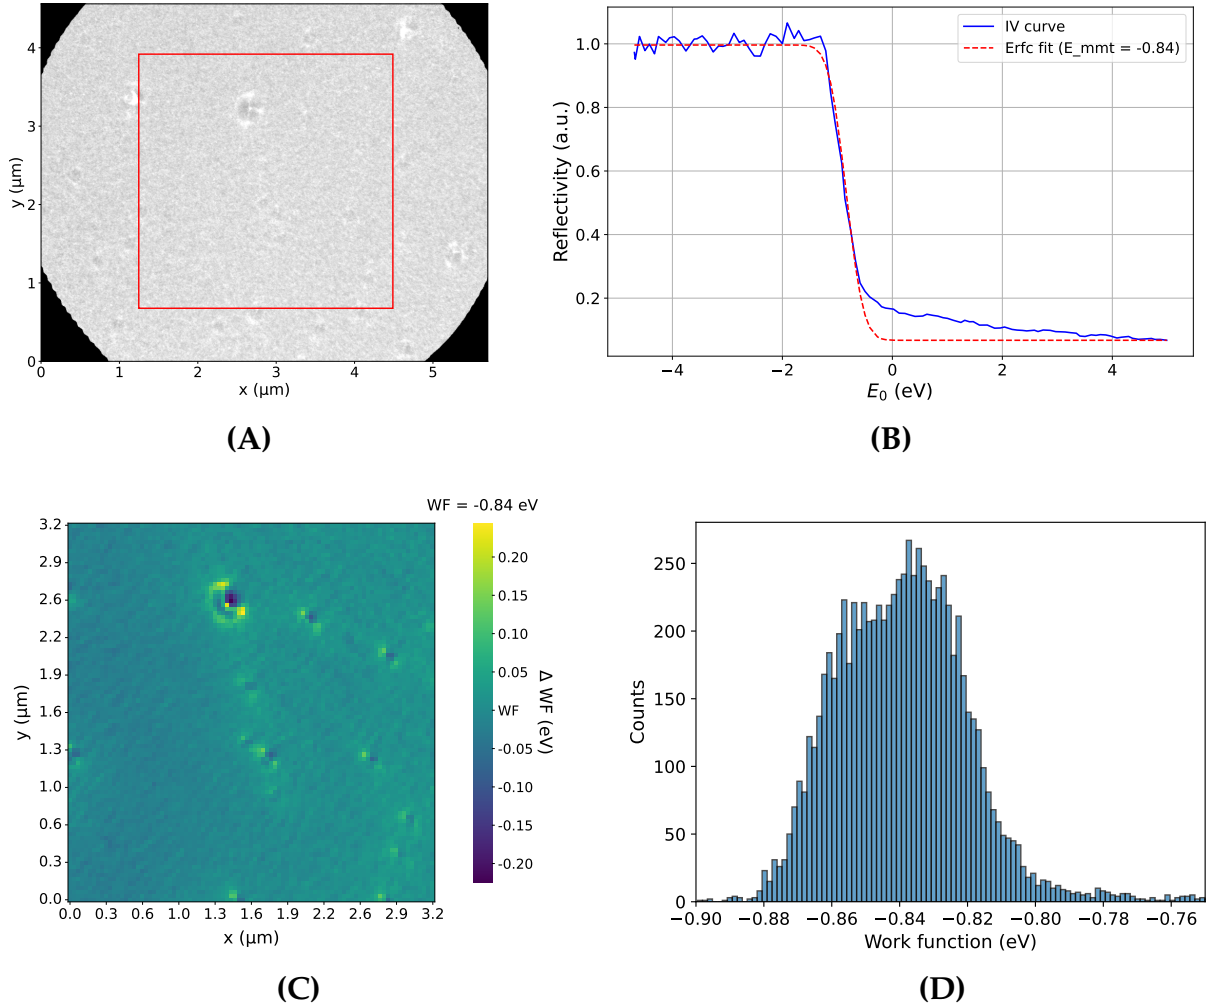 4
3
2
1
0
y (μm)
0 1 2 3 4 5
x (μm)
(A)
1.0
0.8
0.6
0.4
0.2
Reflectivity (a.u.)
IV curve
Erfc fit (E_mmt = -0.84)
−4 −2 0 2 4
E₀ (eV)
(B)
WF = -0.84 eV
3.2
2.9
2.6
2.2
1.9
1.6
1.3
1.0
0.6
0.3
0.0
y (μm)
0.0 0.3 0.6 1.0 1.3 1.6 1.9 2.2 2.6 2.9 3.2
x (μm)
0.20
0.15
0.10
0.05
WF
-0.05
-0.10
-0.15
-0.20
Δ WF (eV)
(C)
250
200
150
100
50
0
Counts
−0.90 −0.88 −0.86 −0.84 −0.82 −0.80 −0.78 −0.76
Work function (eV)
(D)